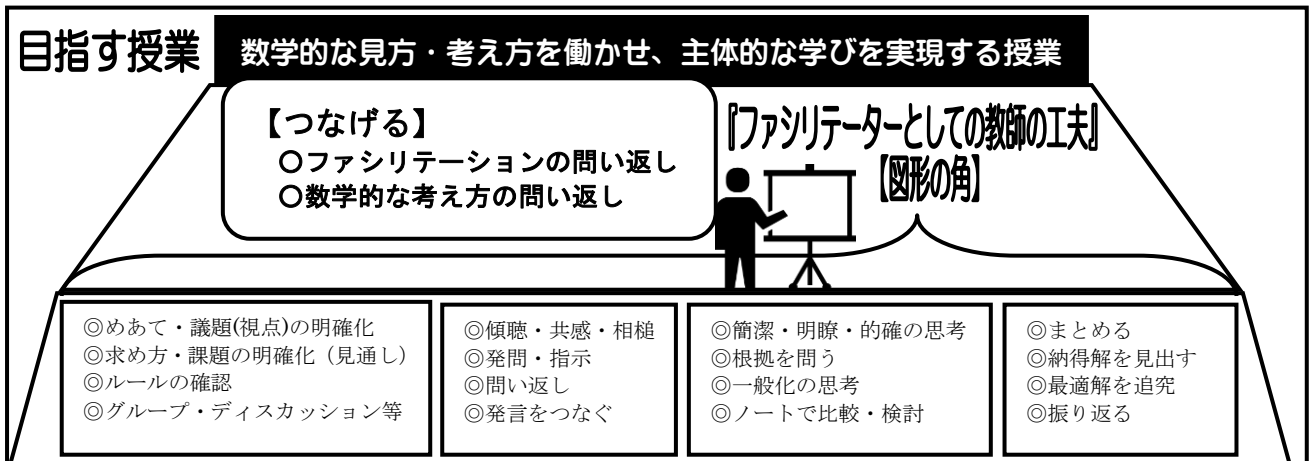 目指す授業
数学的な見方・考え方を働かせ、主体的な学びを実現する授業
【つなげる】
〇ファシリテーションの問い返し
〇数学的な考え方の問い返し
『ファシリテーターとしての教師の工夫』
【図形の角】
◎めあて・議題(視点)の明確化
◎求め方・課題の明確化（見通し）
◎ルールの確認
◎グループ・ディスカッション等
◎傾聴・共感・相槌
◎発問・指示
◎問い返し
◎発言をつなぐ
◎簡潔・明瞭・的確の思考
◎根拠を問う
◎一般化の思考
◎ノートで比較・検討
◎まとめる
◎納得解を見出す
◎最適解を追究
◎振り返る